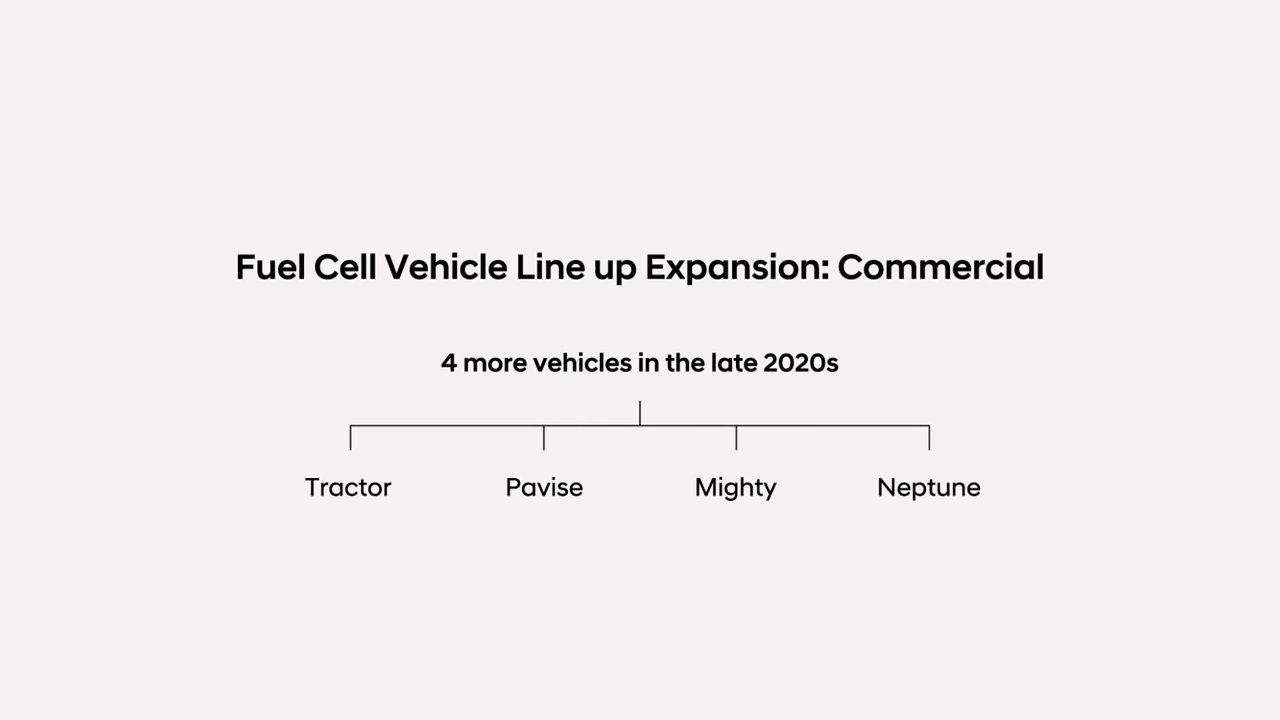 Fuel Cell Vehicle Line up Expansion: Commercial
4 more vehicles in the late 2020s
Tractor Pavise Mighty Neptune